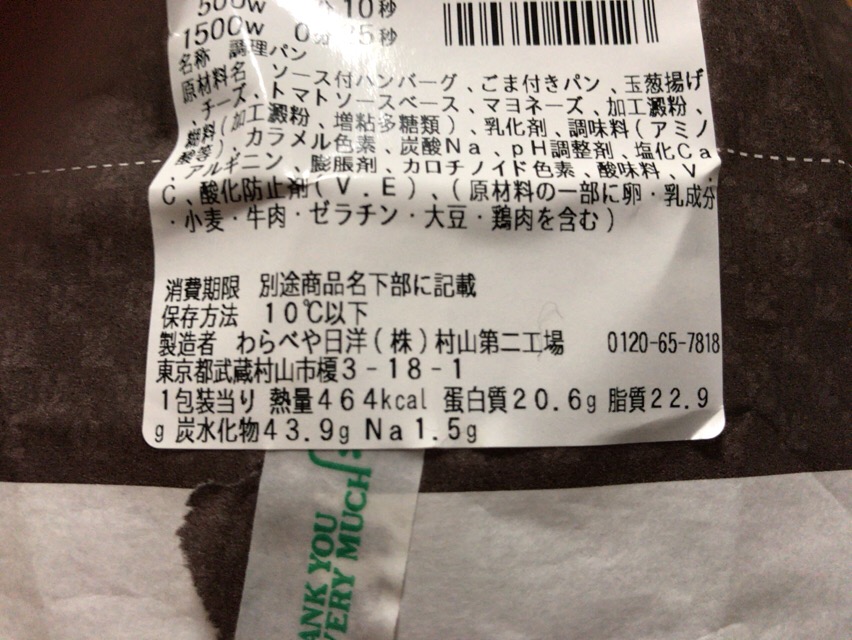 500w 分10秒
1500w 0分 5秒
名称 調理パン
原材料名 ソース付ハンバーグ、ごま付きパン、玉葱揚げ
、チーズ、トマトソースベース、マヨネーズ、加工澱粉、
糊料(加工澱粉、増粘多糖類)、乳化剤、調味料(アミノ
酸等)、カラメル色素、炭酸Na、pH調整剤、塩化Ca
、アルギニン、膨脹剤、カロチノイド色素、酸味料、V.
C、酸化防止剤(V.E)、(原材料の一部に卵・乳成分
・小麦・牛肉・ゼラチン・大豆・鶏肉を含む)
消費期限 別途商品名下部に記載
保存方法 10℃以下
製造者 わらべや日洋(株)村山第二工場 0120-65-7818
東京都武蔵村山市榎3-18-1
1包装当り 熱量464kcal 蛋白質20.6g 脂質22.9
g 炭水化物43.9g Na1.5g
ANK YOU
VERY MUCH